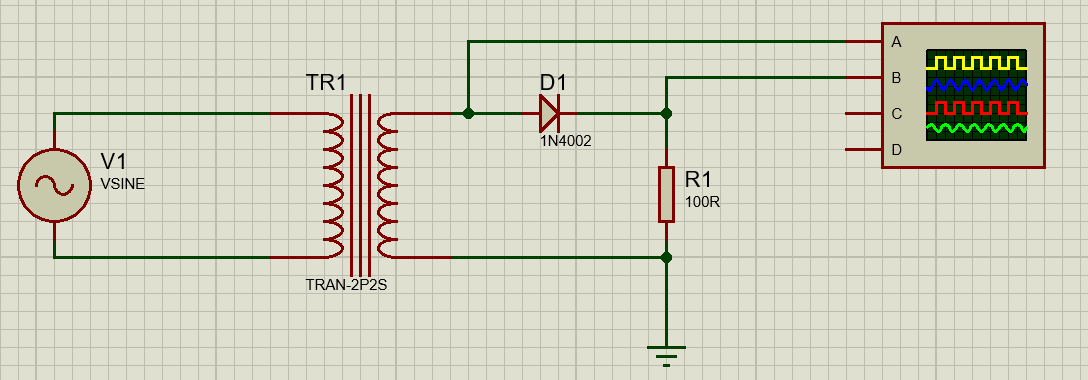 TR1
TRAN-2P2S
V1
VSINE
D1
1N4002
R1
100R
A
B
C
D